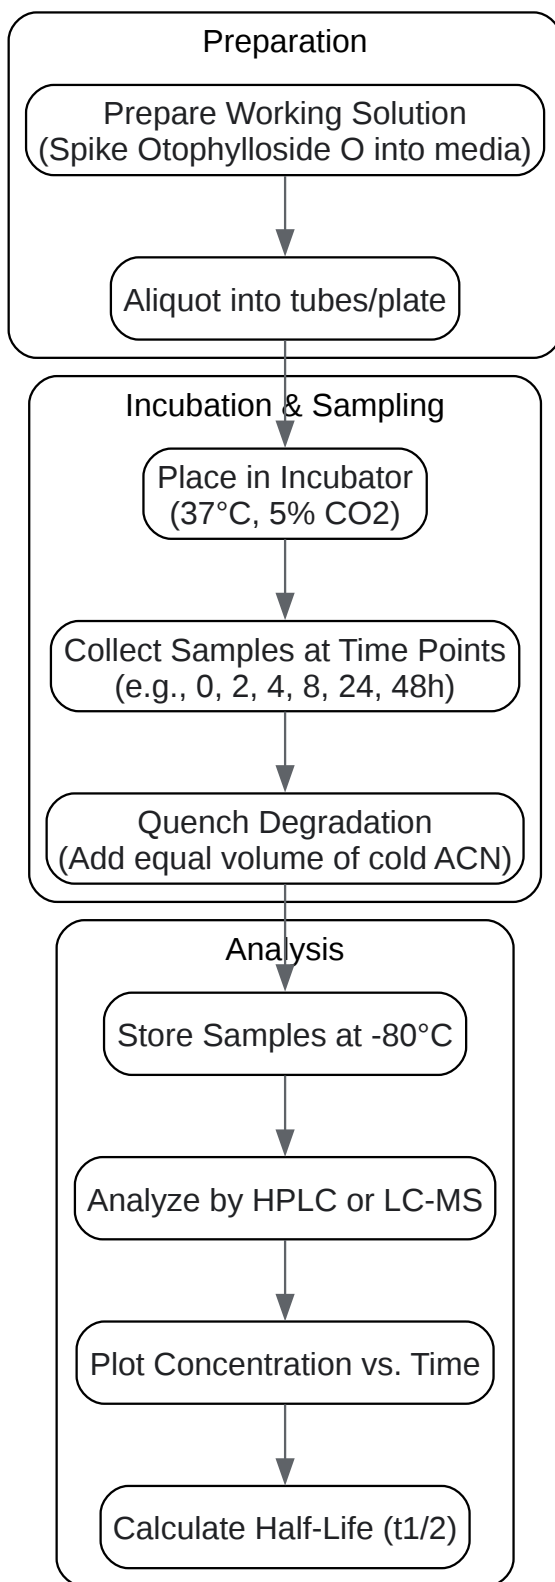 Preparation
Prepare Working Solution
(Spike Otophylloside O into media)
Aliquot into tubes/plate
Incubation & Sampling
Place in Incubator
(37°C, 5% CO2)
Collect Samples at Time Points
(e.g., 0, 2, 4, 8, 24, 48h)
Quench Degradation
(Add equal volume of cold ACN)
Analysis
Store Samples at -80°C
Analyze by HPLC or LC-MS
Plot Concentration vs. Time
Calculate Half-Life (t1/2)